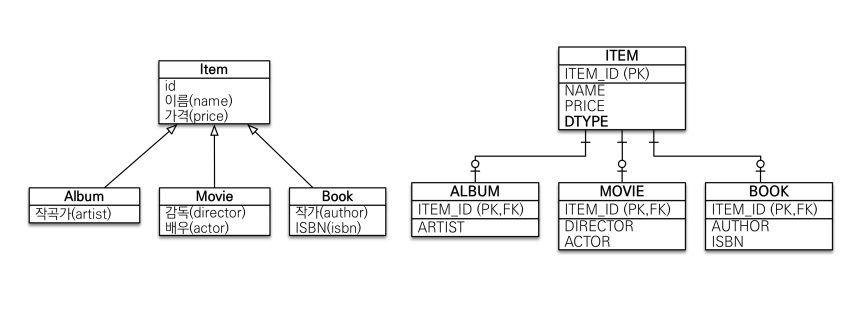 Item
id
이름(name)
가격(price)
Album
작곡가(artist)
Movie
감독(director)
배우(actor)
Book
작가(author)
ISBN(isbn)
ITEM
ITEM_ID (PK)
NAME
PRICE
DTYPE
ALBUM
ITEM_ID (PK,FK)
ARTIST
MOVIE
ITEM_ID (PK,FK)
DIRECTOR
ACTOR
BOOK
ITEM_ID (PK,FK)
AUTHOR
ISBN